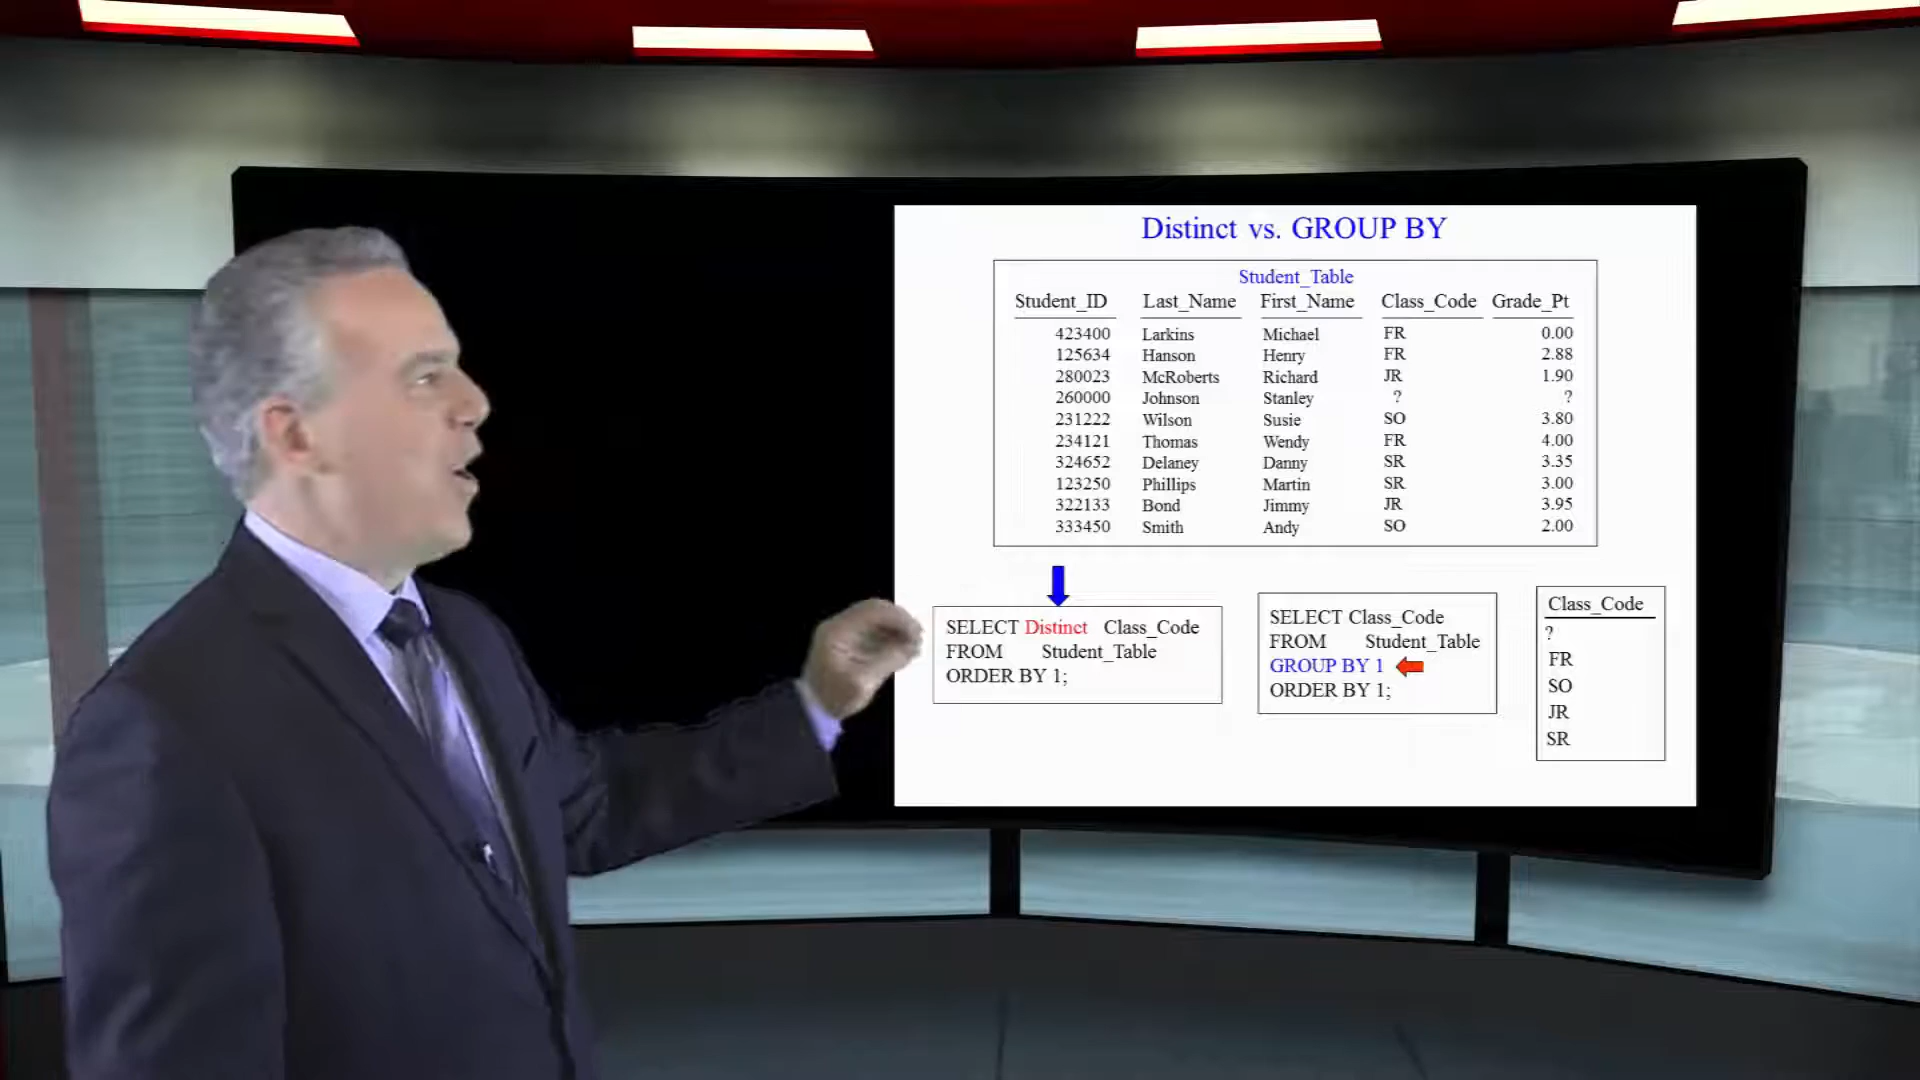 Distinct vs. GROUP BY
Student_Table
Student_ID Last_Name First_Name Class_Code Grade_Pt
423400 Larkins Michael FR 0.00
125634 Hanson Henry FR 2.88
280023 McRoberts Richard JR 1.90
260000 Johnson Stanley ? ?
231222 Wilson Susie SO 3.80
234121 Thomas Wendy FR 4.00
324652 Delaney Danny SR 3.35
123250 Phillips Martin SR 3.00
322133 Bond Jimmy JR 3.95
333450 Smith Andy SO 2.00
SELECT Distinct Class_Code
FROM Student_Table
ORDER BY 1;
SELECT Class_Code
FROM Student_Table
GROUP BY 1
ORDER BY 1;
Class_Code
?
FR
SO
JR
SR